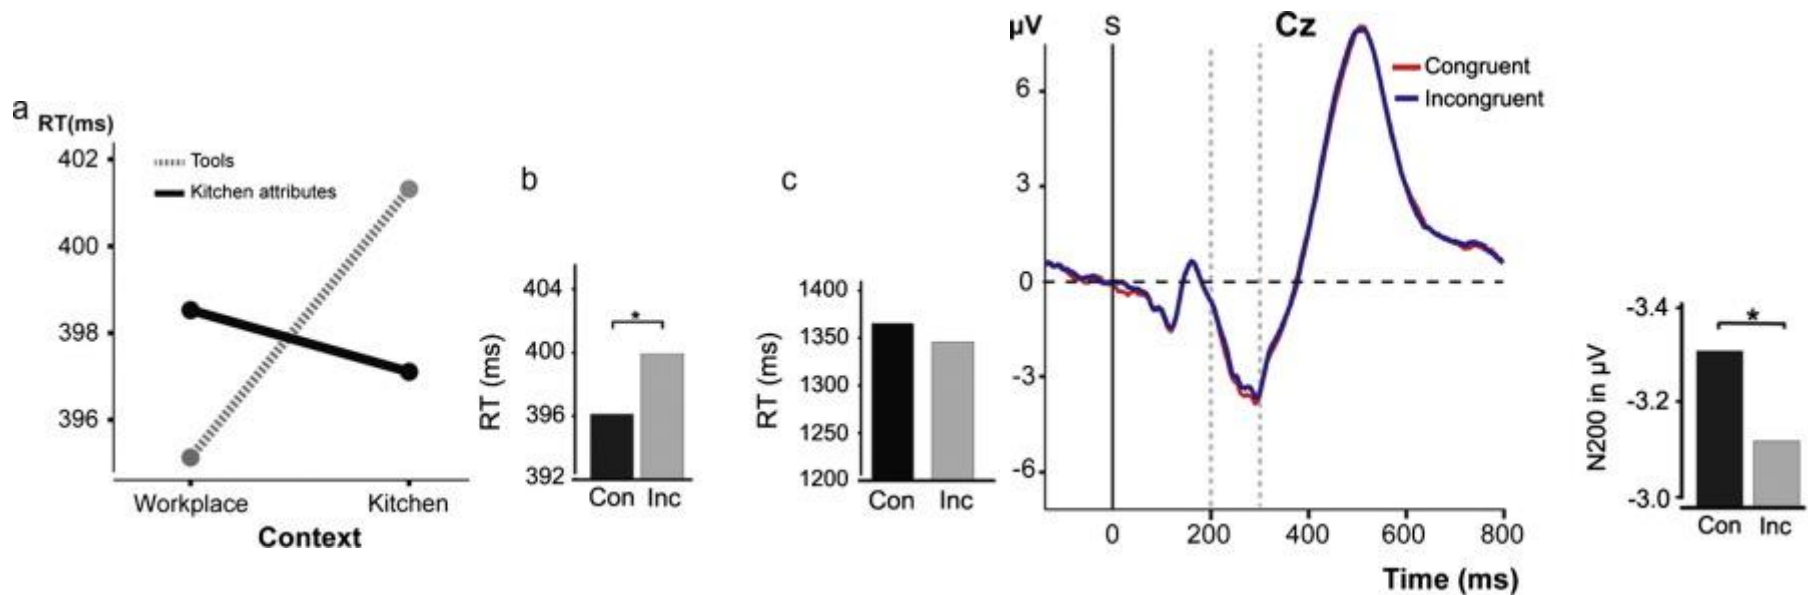 a
RT(ms)
402
400
398
396
Tools
Kitchen attributes
Workplace
Kitchen
Context
b
RT (ms)
404
400
396
392
*
Con Inc
c
RT (ms)
1400
1350
1300
1250
1200
Con Inc
µV
S
Cz
6
3
0
-3
-6
Congruent
Incongruent
0 200 400 600 800
Time (ms)
N200 in µV
-3.4
-3.2
-3.0
*
Con Inc